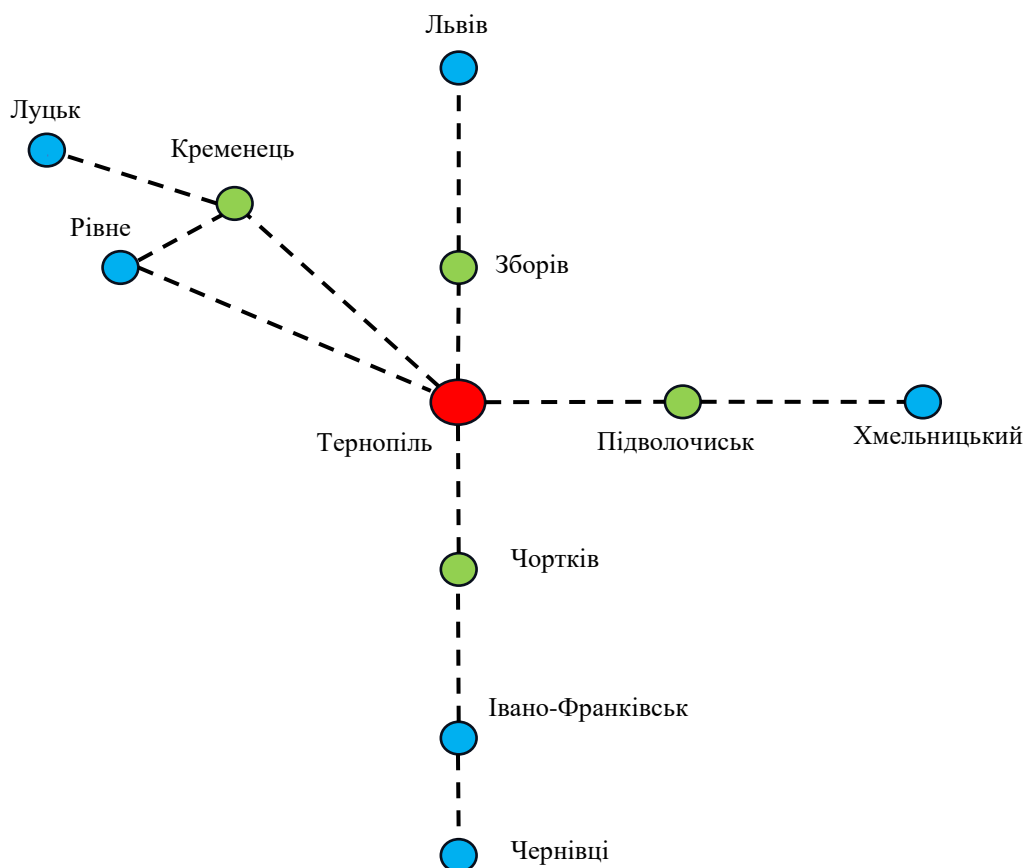 Львів
Луцьк
Кременець
Рівне
Зборів
Тернопіль
Підволочиськ
Хмельницький
Чортків
Івано-Франківськ
Чернівці